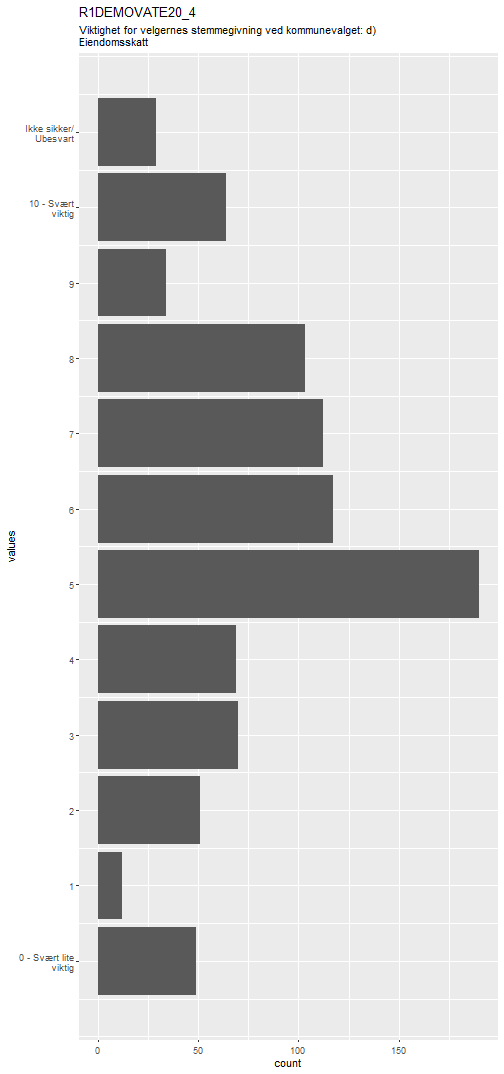 R1DEMOVATE20_4
Viktighet for velgernes stemmegivning ved kommunevalget: d)
Eiendomsskatt
Ikke sikker/
Ubesvart
10 - Svært
viktig
9
8
7
6
5
4
3
2
1
0 - Svært lite
viktig
values
0
50
100
150
count